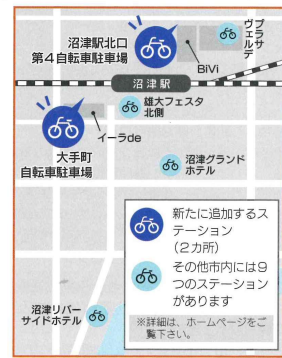 沼津駅北口
第4自転車駐車場
プラサ
ヴェルデ
BiVi
沼津駅
雄大フェスタ
北側
イーラde
大手町
自転車駐車場
沼津グランド
ホテル
新たに追加するス
テーション
(2カ所)
その他市内には9
つのステーション
があります
※詳細は、ホームページをご
覧下さい。
沼津リバー
サイドホテル